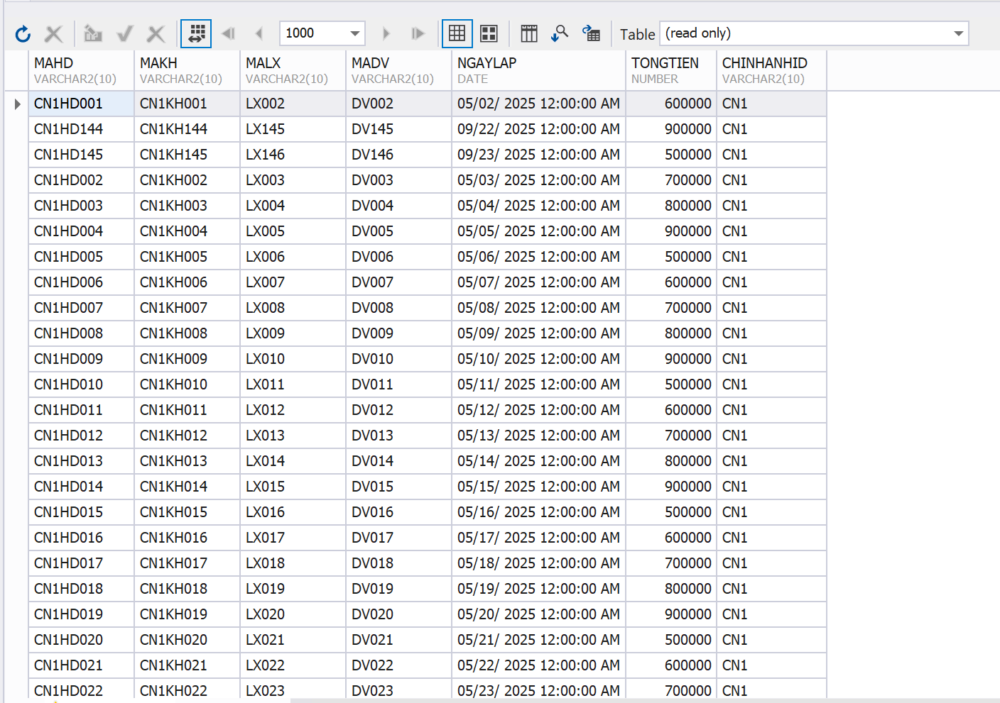 1000 Table (read only)
MAHD MAKH MALX MADV NGAYLAP TONGTIEN CHINHANHID
VARCHAR2(10) VARCHAR2(10) VARCHAR2(10) VARCHAR2(10) DATE NUMBER VARCHAR2(10)
CN1HD001 CN1KH001 LX002 DV002 05/02/ 2025 12:00:00 AM 600000 CN1
CN1HD144 CN1KH144 LX145 DV145 09/22/ 2025 12:00:00 AM 900000 CN1
CN1HD145 CN1KH145 LX146 DV146 09/23/ 2025 12:00:00 AM 500000 CN1
CN1HD002 CN1KH002 LX003 DV003 05/03/ 2025 12:00:00 AM 700000 CN1
CN1HD003 CN1KH003 LX004 DV004 05/04/ 2025 12:00:00 AM 800000 CN1
CN1HD004 CN1KH004 LX005 DV005 05/05/ 2025 12:00:00 AM 900000 CN1
CN1HD005 CN1KH005 LX006 DV006 05/06/ 2025 12:00:00 AM 500000 CN1
CN1HD006 CN1KH006 LX007 DV007 05/07/ 2025 12:00:00 AM 600000 CN1
CN1HD007 CN1KH007 LX008 DV008 05/08/ 2025 12:00:00 AM 700000 CN1
CN1HD008 CN1KH008 LX009 DV009 05/09/ 2025 12:00:00 AM 800000 CN1
CN1HD009 CN1KH009 LX010 DV010 05/10/ 2025 12:00:00 AM 900000 CN1
CN1HD010 CN1KH010 LX011 DV011 05/11/ 2025 12:00:00 AM 500000 CN1
CN1HD011 CN1KH011 LX012 DV012 05/12/ 2025 12:00:00 AM 600000 CN1
CN1HD012 CN1KH012 LX013 DV013 05/13/ 2025 12:00:00 AM 700000 CN1
CN1HD013 CN1KH013 LX014 DV014 05/14/ 2025 12:00:00 AM 800000 CN1
CN1HD014 CN1KH014 LX015 DV015 05/15/ 2025 12:00:00 AM 900000 CN1
CN1HD015 CN1KH015 LX016 DV016 05/16/ 2025 12:00:00 AM 500000 CN1
CN1HD016 CN1KH016 LX017 DV017 05/17/ 2025 12:00:00 AM 600000 CN1
CN1HD017 CN1KH017 LX018 DV018 05/18/ 2025 12:00:00 AM 700000 CN1
CN1HD018 CN1KH018 LX019 DV019 05/19/ 2025 12:00:00 AM 800000 CN1
CN1HD019 CN1KH019 LX020 DV020 05/20/ 2025 12:00:00 AM 900000 CN1
CN1HD020 CN1KH020 LX021 DV021 05/21/ 2025 12:00:00 AM 500000 CN1
CN1HD021 CN1KH021 LX022 DV022 05/22/ 2025 12:00:00 AM 600000 CN1
CN1HD022 CN1KH022 LX023 DV023 05/23/ 2025 12:00:00 AM 700000 CN1